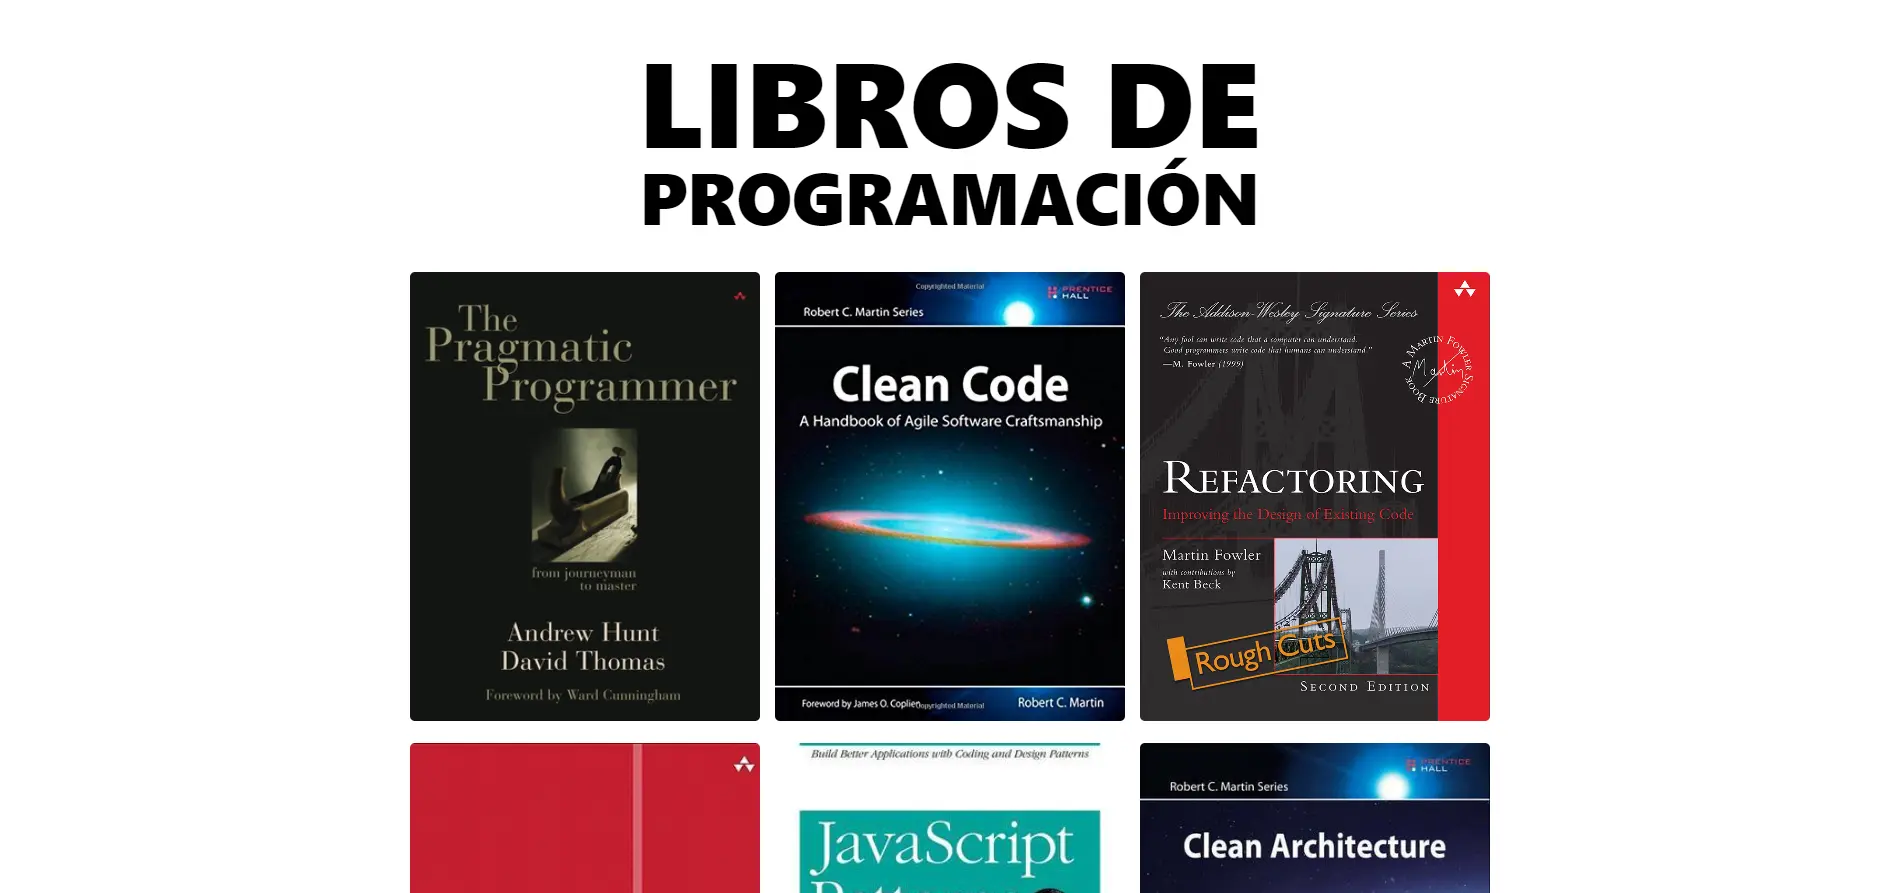 LIBROS DE
PROGRAMACIÓN
The
Pragmatic
Programmer
from journeyman
to master
Andrew Hunt
David Thomas
Foreword by Ward Cunningham
Copyrighted Material
PRENTICE
HALL
Robert C. Martin Series
Clean Code
A Handbook of Agile Software Craftsmanship
Foreword by James O. Coplien
Copyrighted Material
Robert C. Martin
The Addison-Wesley Signature Series
"Any fool can write code that a computer can understand.
Good programmers write code that humans can understand."
—M. Fowler (1999)
A MARTIN FOWLER SIGNATURE BOOK
Martin
REFACTORING
Improving the Design of Existing Code
Martin Fowler
with contributions by
Kent Beck
Rough Cuts
SECOND EDITION
Build Better Applications with Coding and Design Patterns
JavaScript
Patterns
PRENTICE
HALL
Robert C. Martin Series
Clean Architecture